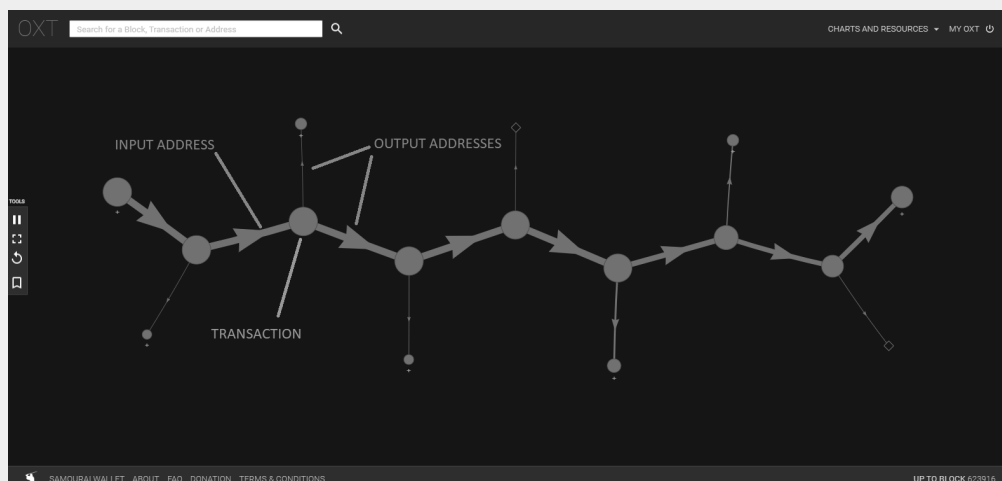 OXT
Search for a Block, Transaction or Address
CHARTS AND RESOURCES
MY OXT
INPUT ADDRESS
OUTPUT ADDRESSES
TOOLS
TRANSACTION
SAMOURAI WALLET ABOUT FAQ DONATION TERMS & CONDITIONS
UP TO BLOCK 623916